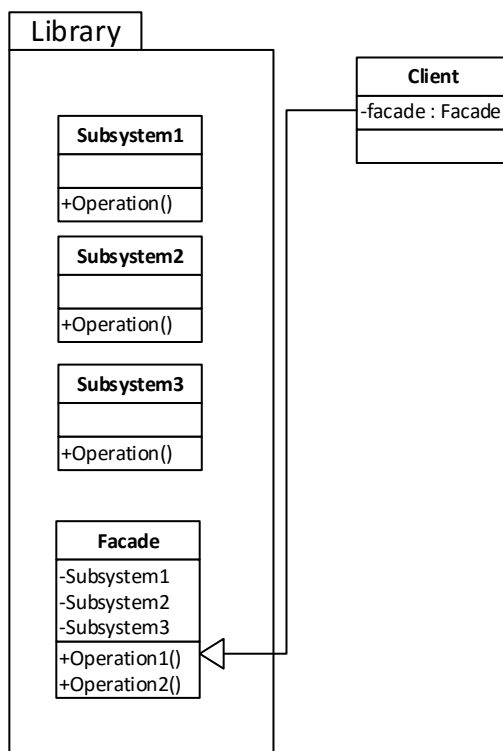 Library
Client
-facade : Facade
Subsystem1
+Operation()
Subsystem2
+Operation()
Subsystem3
+Operation()
Facade
-Subsystem1
-Subsystem2
-Subsystem3
+Operation1()
+Operation2()